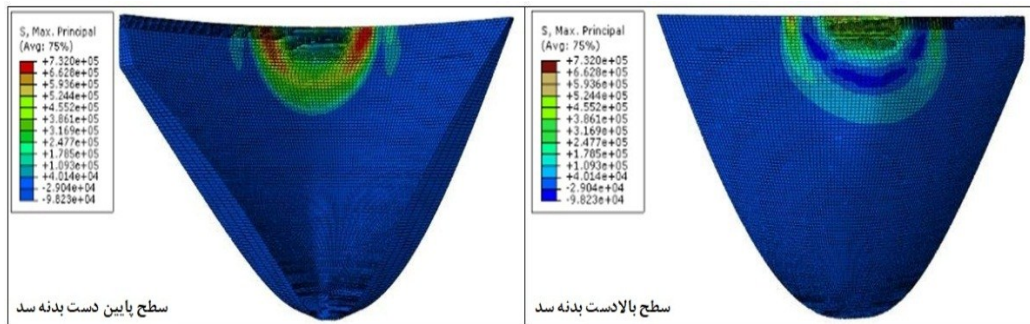 S, Max. Principal
(Avg: 75%)
+7.320e+05
+6.628e+05
+5.936e+05
+5.244e+05
+4.552e+05
+3.861e+05
+3.169e+05
+2.477e+05
+1.785e+05
+1.093e+05
+4.014e+04
-2.904e+04
-9.823e+04
سطح پایین دست بدنه سد
S, Max. Principal
(Avg: 75%)
+7.320e+05
+6.628e+05
+5.936e+05
+5.244e+05
+4.552e+05
+3.861e+05
+3.169e+05
+2.477e+05
+1.785e+05
+1.093e+05
+4.014e+04
-2.904e+04
-9.823e+04
سطح بالادست بدنه سد